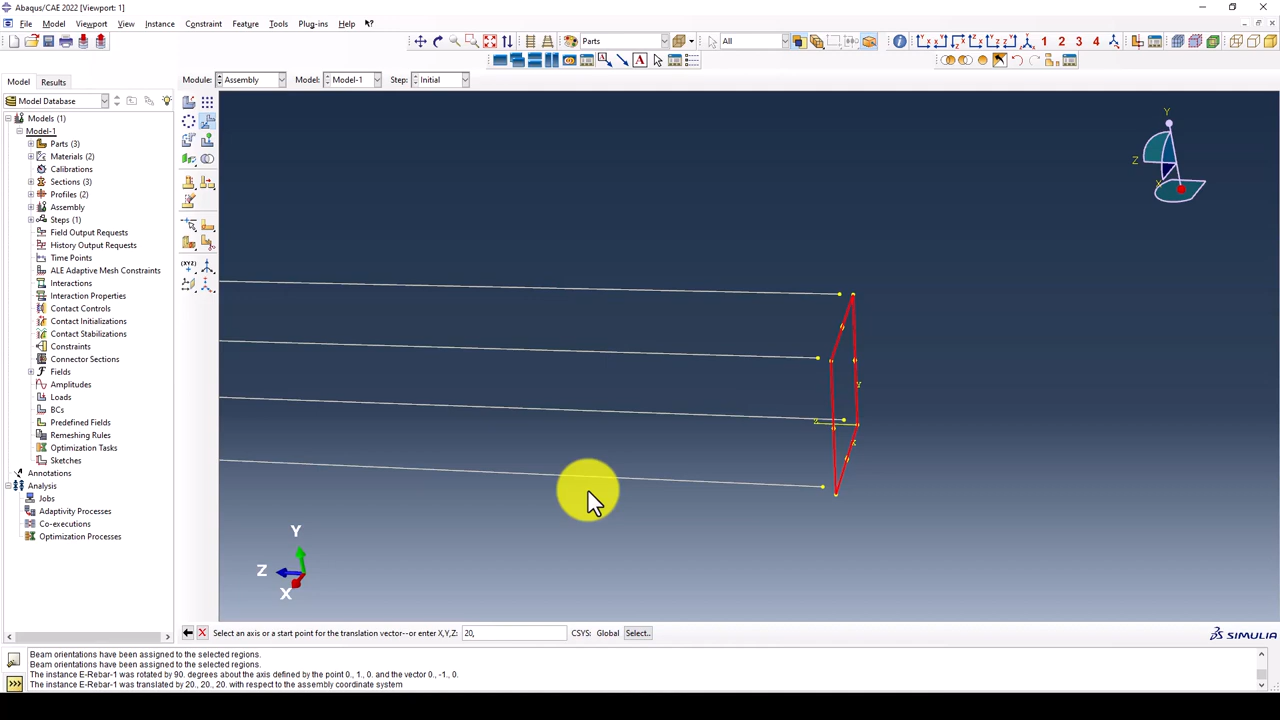 Abaqus/CAE 2022 [Viewport: 1]
File Model Viewport View Instance Constraint Feature Tools Plug-ins Help
Parts All 1 2 3 4
Model Results Module: Assembly Model: Model-1 Step: Initial
Model Database
Models (1)
Model-1
Parts (3)
Materials (2)
Calibrations
Sections (3)
Profiles (2)
Assembly
Steps (1)
Field Output Requests
History Output Requests
Time Points
ALE Adaptive Mesh Constraints
Interactions
Interaction Properties
Contact Controls
Contact Initializations
Contact Stabilizations
Constraints
Connector Sections
Fields
Amplitudes
Loads
BCs
Predefined Fields
Remeshing Rules
Optimization Tasks
Sketches
Annotations
Analysis
Jobs
Adaptivity Processes
Co-executions
Optimization Processes
Y
Z
X
Y
Z
X
Y
Z
X
Select an axis or a start point for the translation vector--or enter X,Y,Z: 20, CSYS: Global Select... SIMULIA
Beam orientations have been assigned to the selected regions.
Beam orientations have been assigned to the selected regions.
The instance E-Rebar-1 was rotated by 90. degrees about the axis defined by the point 0., 1., 0. and the vector 0., -1., 0.
The instance E-Rebar-1 was translated by 20., 20., 20. with respect to the assembly coordinate system